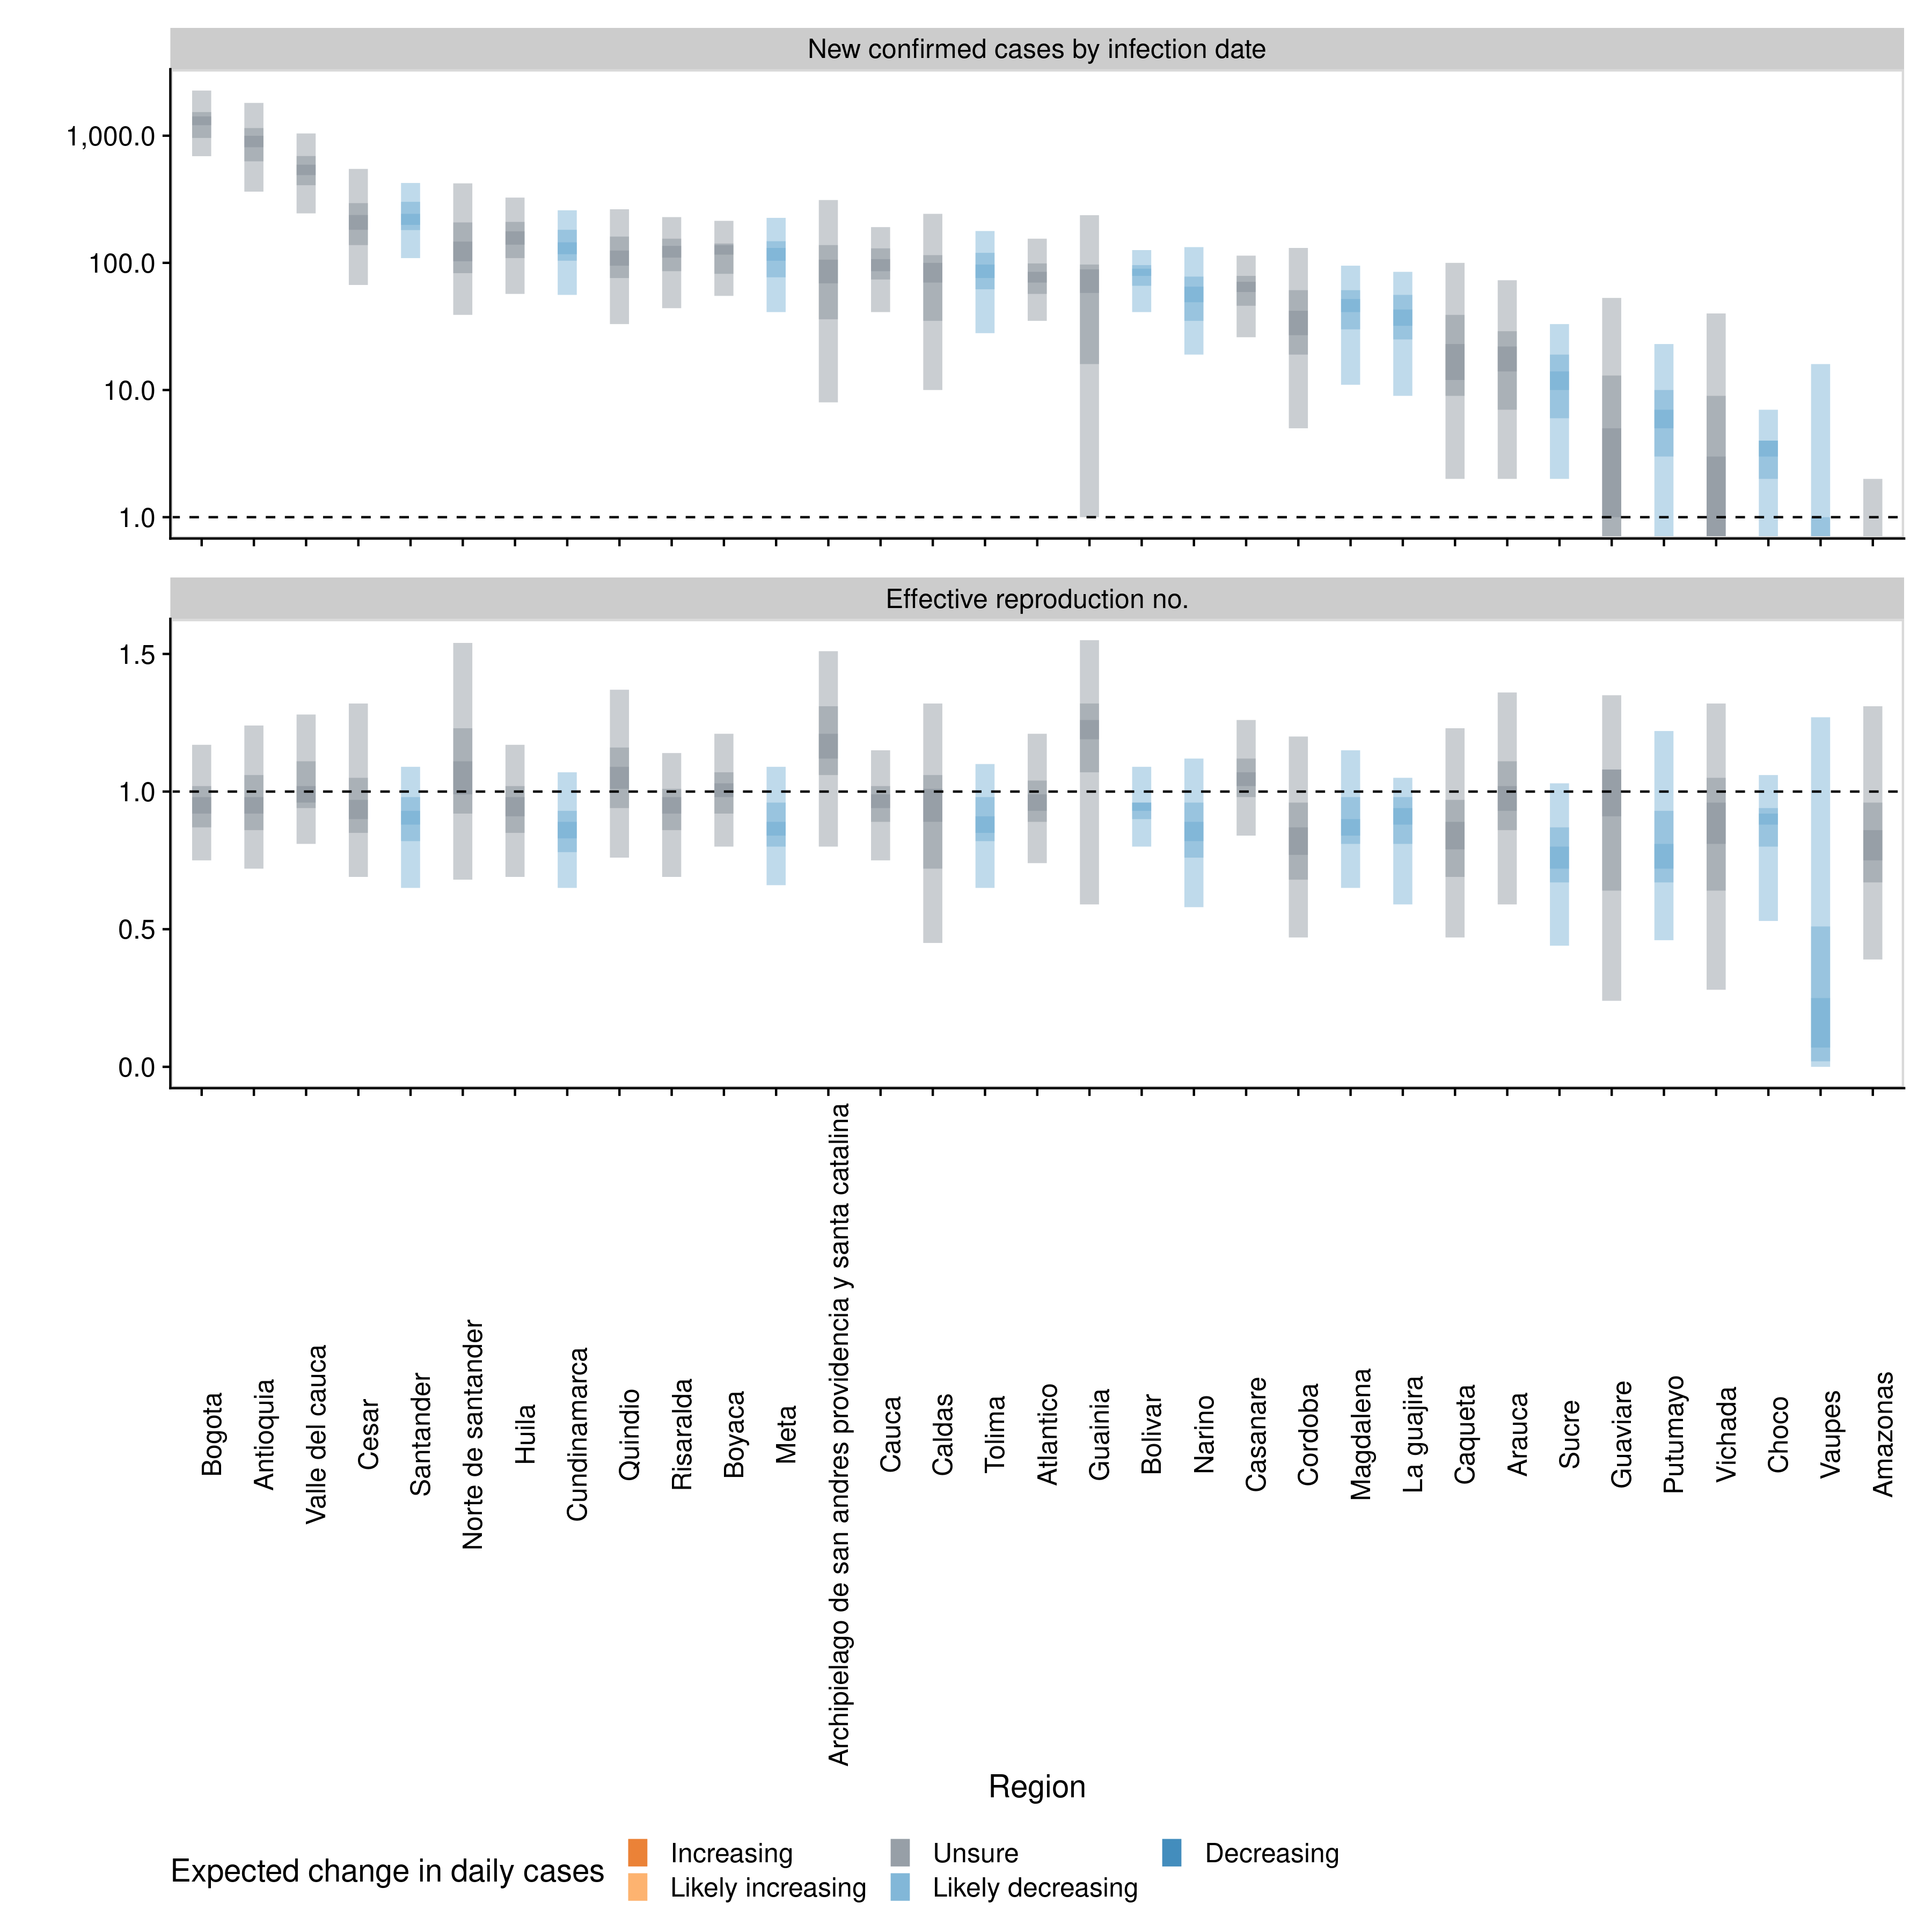 New confirmed cases by infection date
1,000.0
100.0
10.0
1.0
Effective reproduction no.
1.5
1.0
0.5
0.0
Bogota
Antioquia
Valle del cauca
Cesar
Santander
Norte de santander
Huila
Cundinamarca
Quindio
Risaralda
Boyaca
Meta
Archipielago de san andres providencia y santa catalina
Cauca
Caldas
Tolima
Atlantico
Guainia
Bolivar
Narino
Casanare
Cordoba
Magdalena
La guajira
Caqueta
Arauca
Sucre
Guaviare
Putumayo
Vichada
Choco
Vaupes
Amazonas
Region
Expected change in daily cases
Increasing
Likely increasing
Unsure
Likely decreasing
Decreasing